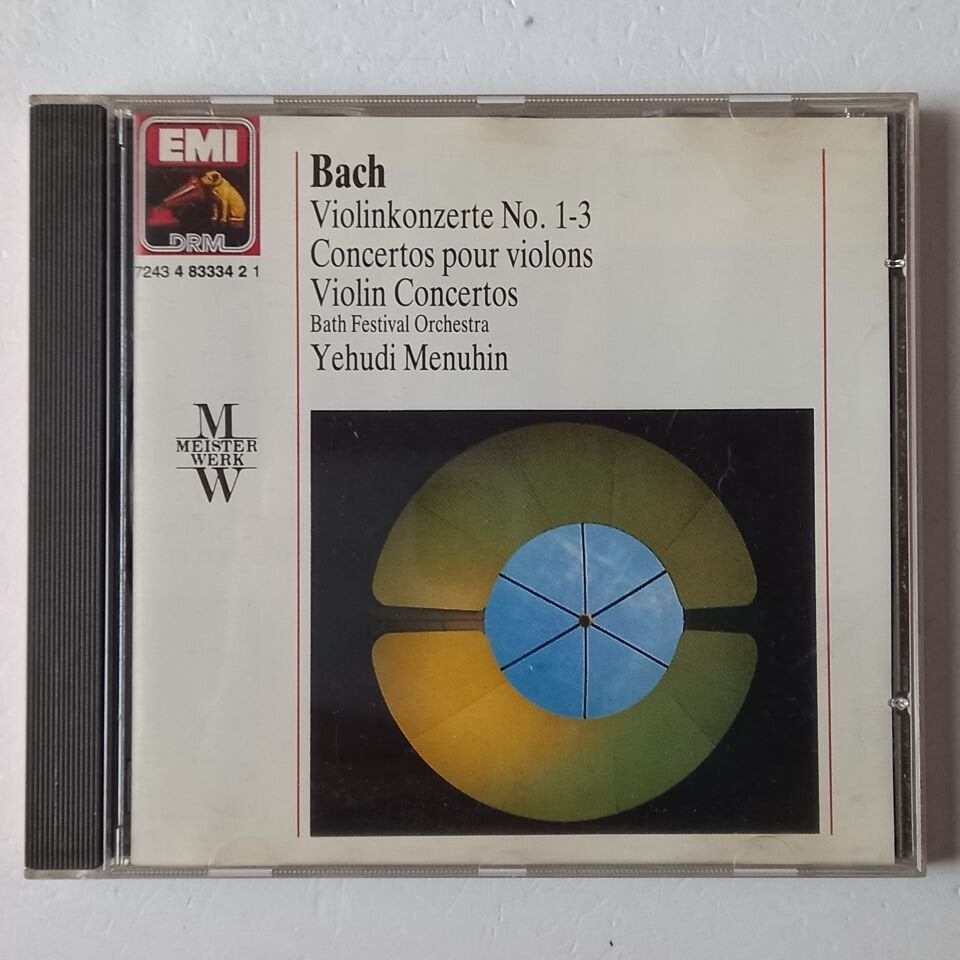 EMI
DRM
7243 4 83334 2 1
M
MEISTER
WERK
W
Bach
Violinkonzerte No. 1-3
Concertos pour violons
Violin Concertos
Bath Festival Orchestra
Yehudi Menuhin